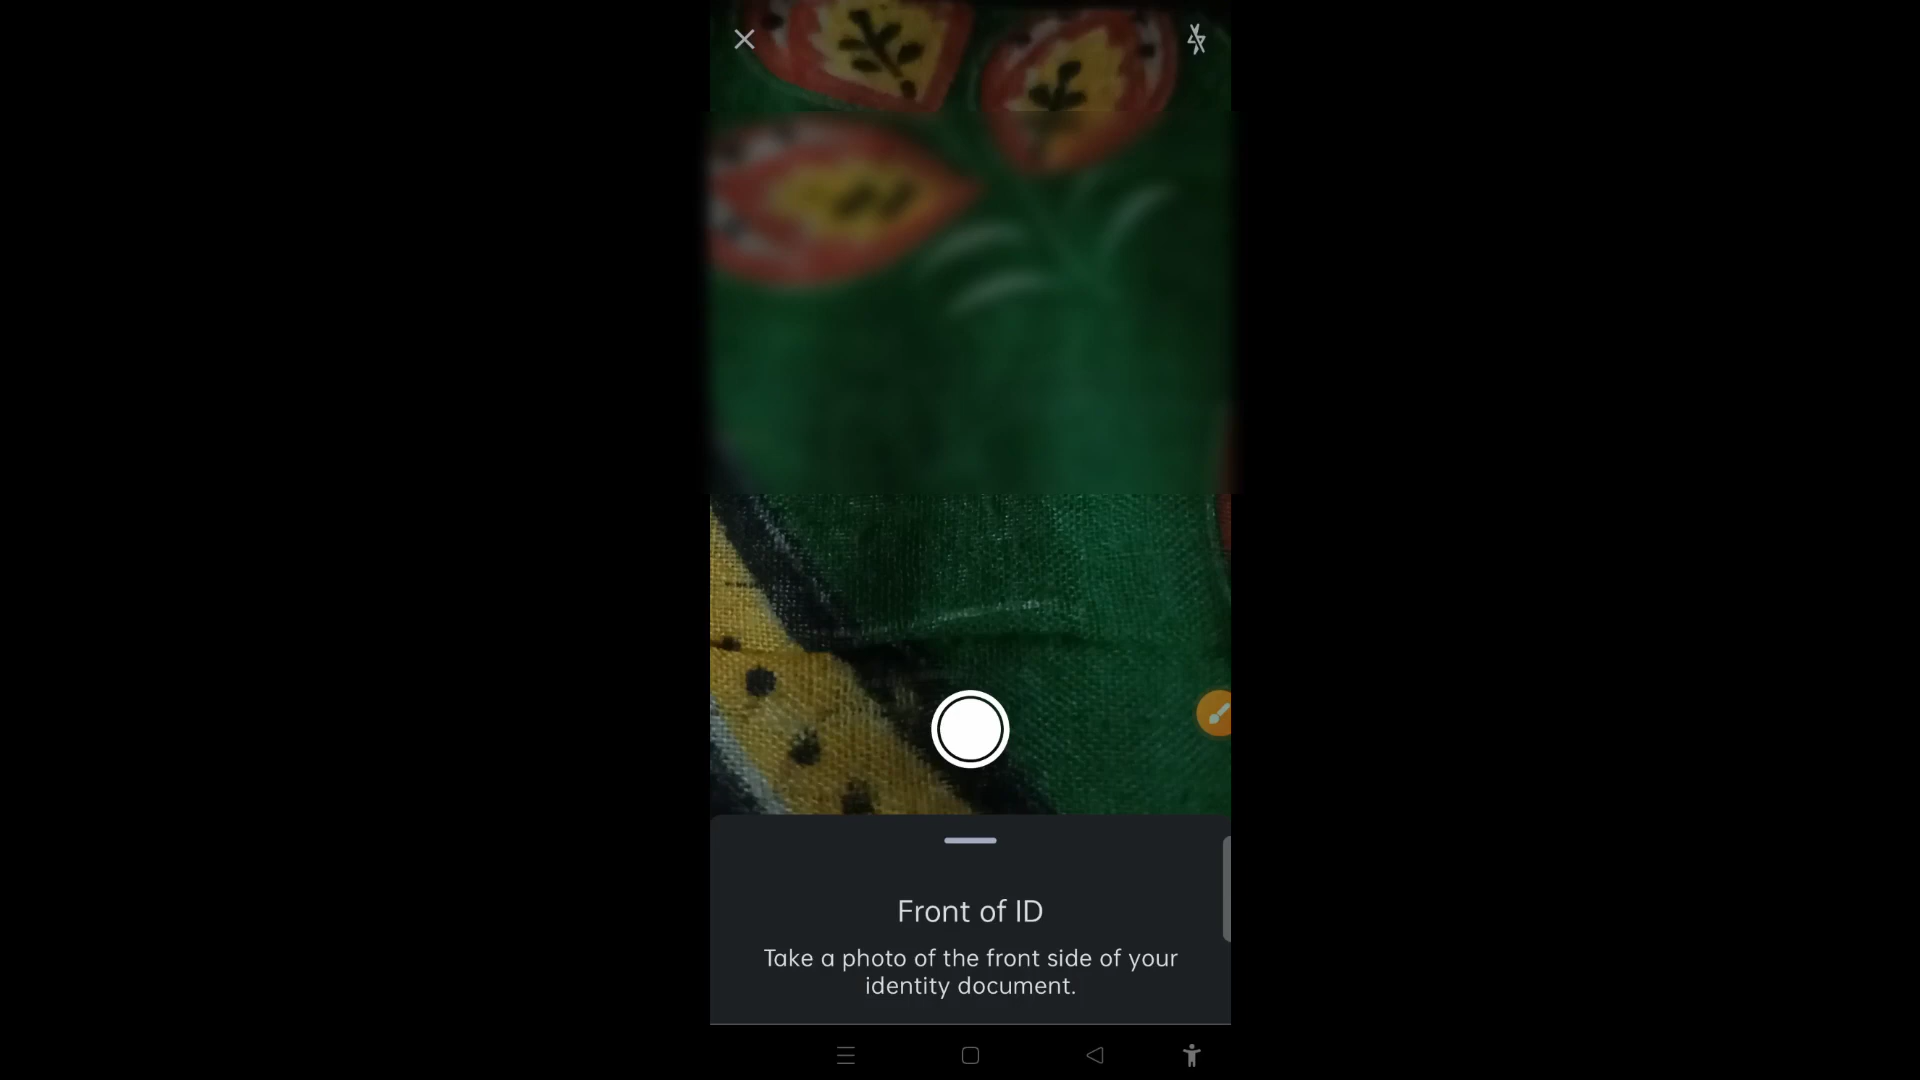 Front of ID
Take a photo of the front side of your
identity document.